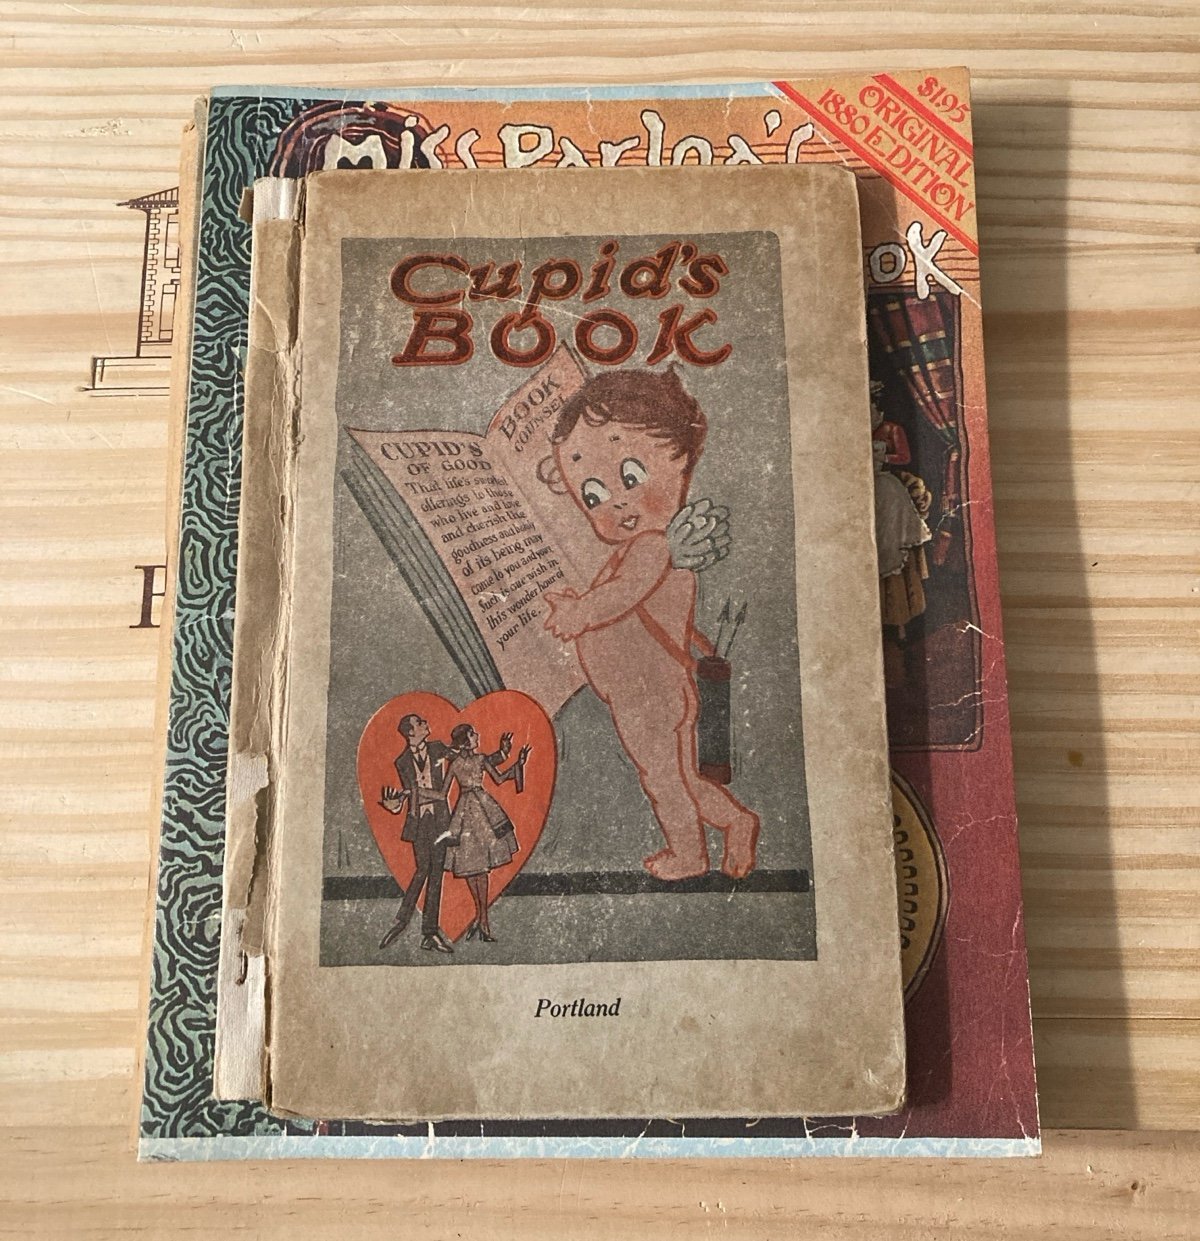 $1.95
ORIGINAL
1880 EDITION
Miss Parloa's
OK
Cupid's
BOOK
BOOK
COUNSEL
CUPID'S
OF GOOD
That life's sweetest
offerings to those
who live and love
and cherish the
goodness and beauty
of its being may
come to you and yours
Such is our wish in
this wonder hour of
your life.
Portland
P